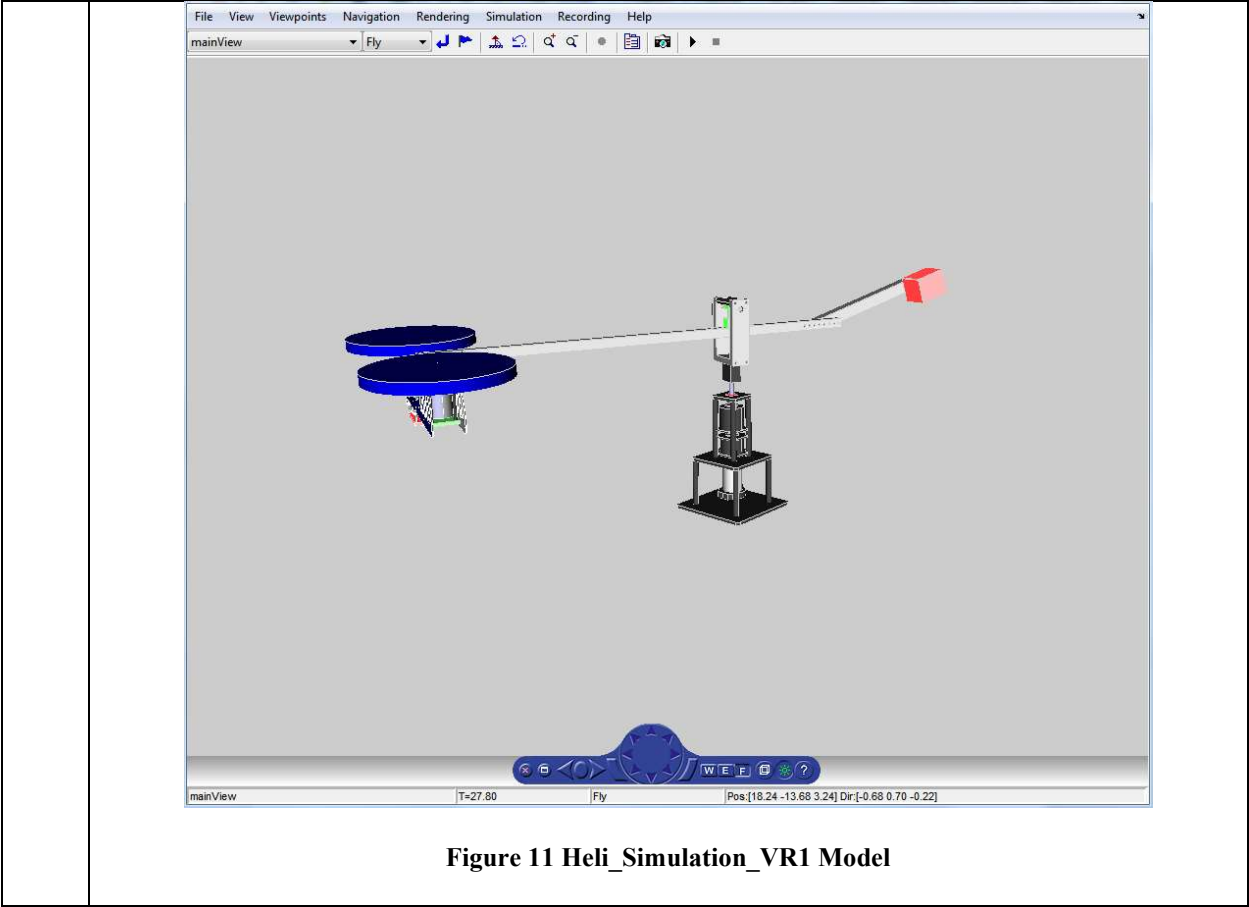 File View Viewpoints Navigation Rendering Simulation Recording Help
mainView Fly
W E F ?
mainView T=27.80 Fly Pos:[18.24 -13.68 3.24] Dir:[-0.68 0.70 -0.22]
Figure 11 Heli_Simulation_VR1 Model